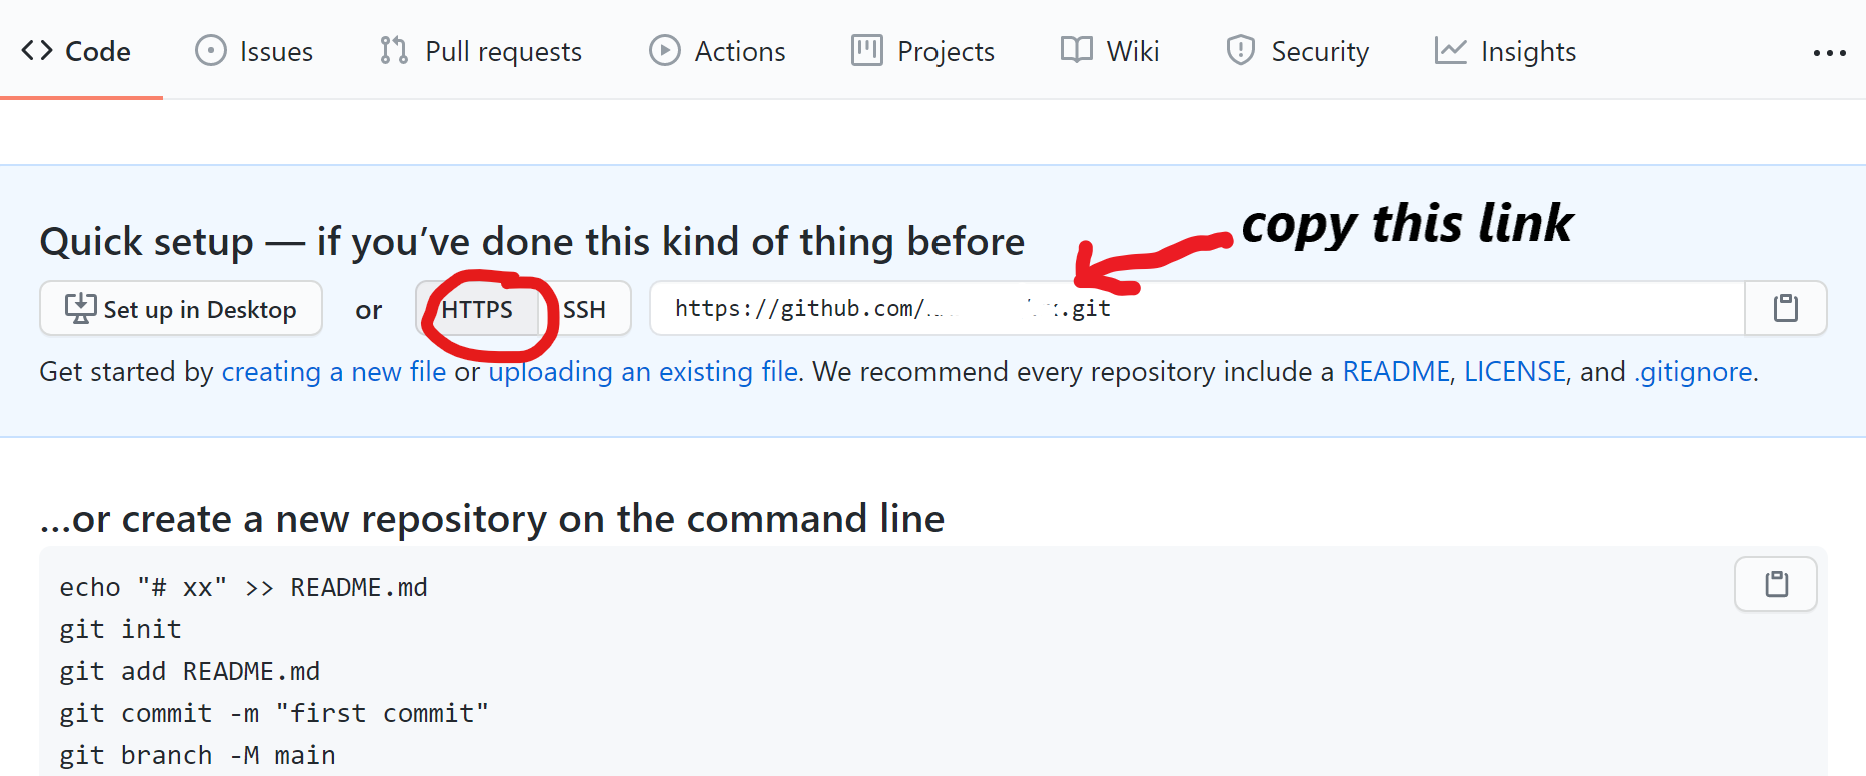 Code Issues Pull requests Actions Projects Wiki Security Insights
copy this link
Quick setup — if you’ve done this kind of thing before
Set up in Desktop or HTTPS SSH https://github.com/ .git
Get started by creating a new file or uploading an existing file. We recommend every repository include a README, LICENSE, and .gitignore.
...or create a new repository on the command line
echo "# xx" >> README.md
git init
git add README.md
git commit -m "first commit"
git branch -M main